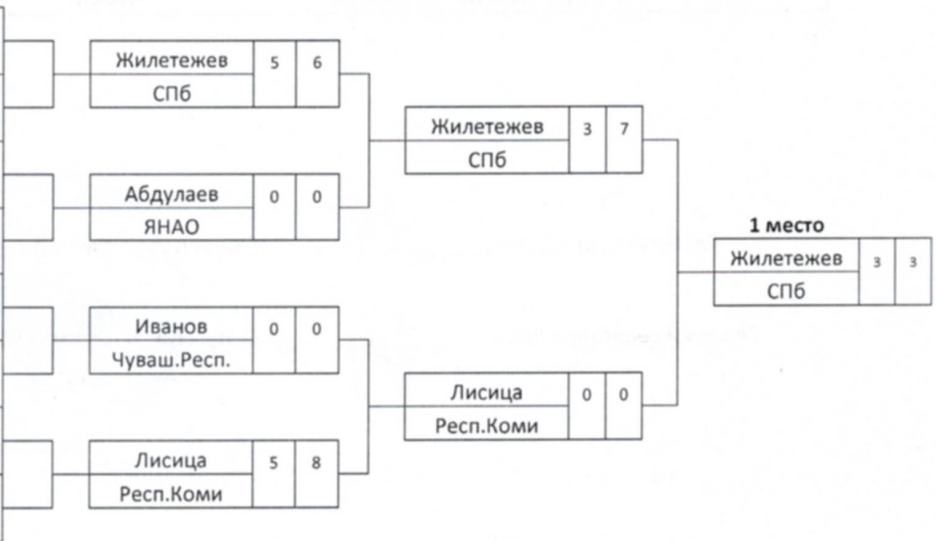 Жилетежев 5 6
СПб
Абдулаев 0 0
ЯНАО
Иванов 0 0
Чуваш.Респ.
Лисица 5 8
Респ.Коми
Жилетежев 3 7
СПб
Лисица 0 0
Респ.Коми
1 место
Жилетежев 3 3
СПб